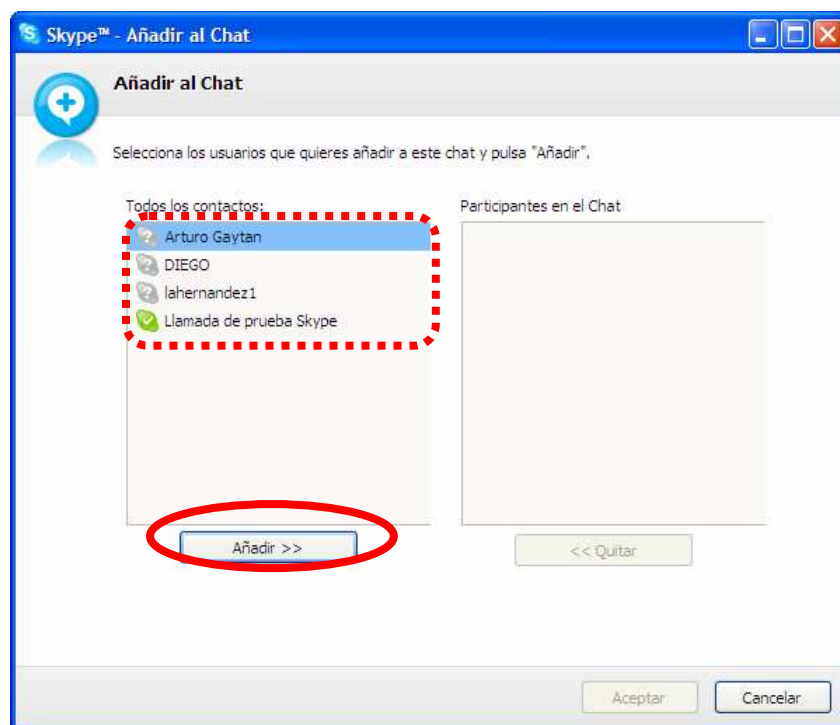 Skype™ - Añadir al Chat
Añadir al Chat
Selecciona los usuarios que quieres añadir a este chat y pulsa "Añadir".
Todos los contactos:
Arturo Gaytan
DIEGO
lahernandez1
Llamada de prueba Skype
Añadir >>
Participantes en el Chat
<< Quitar
Aceptar
Cancelar